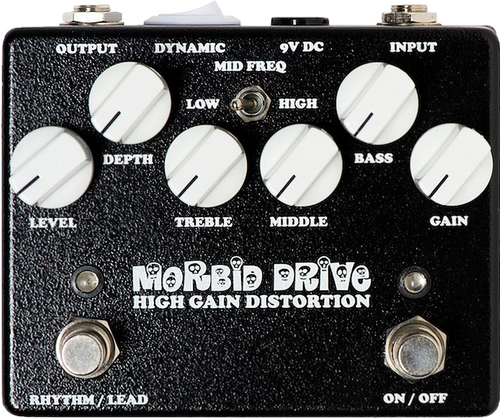 OUTPUT DYNAMIC 9V DC INPUT
MID FREQ
LOW HIGH
DEPTH BASS
LEVEL TREBLE MIDDLE GAIN
MORBID DRIVE
HIGH GAIN DISTORTION
RHYTHM / LEAD ON / OFF